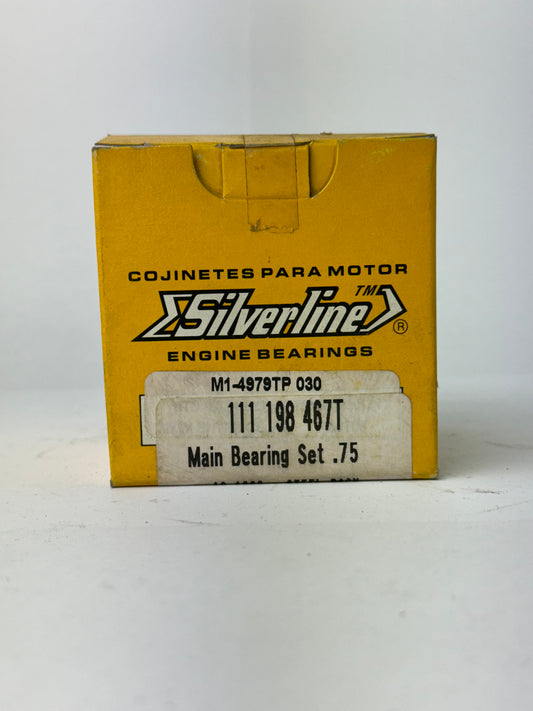 COJINETES PARA MOTOR
Silverline TM ®
ENGINE BEARINGS
M1-4979TP 030
111 198 467T
Main Bearing Set .75